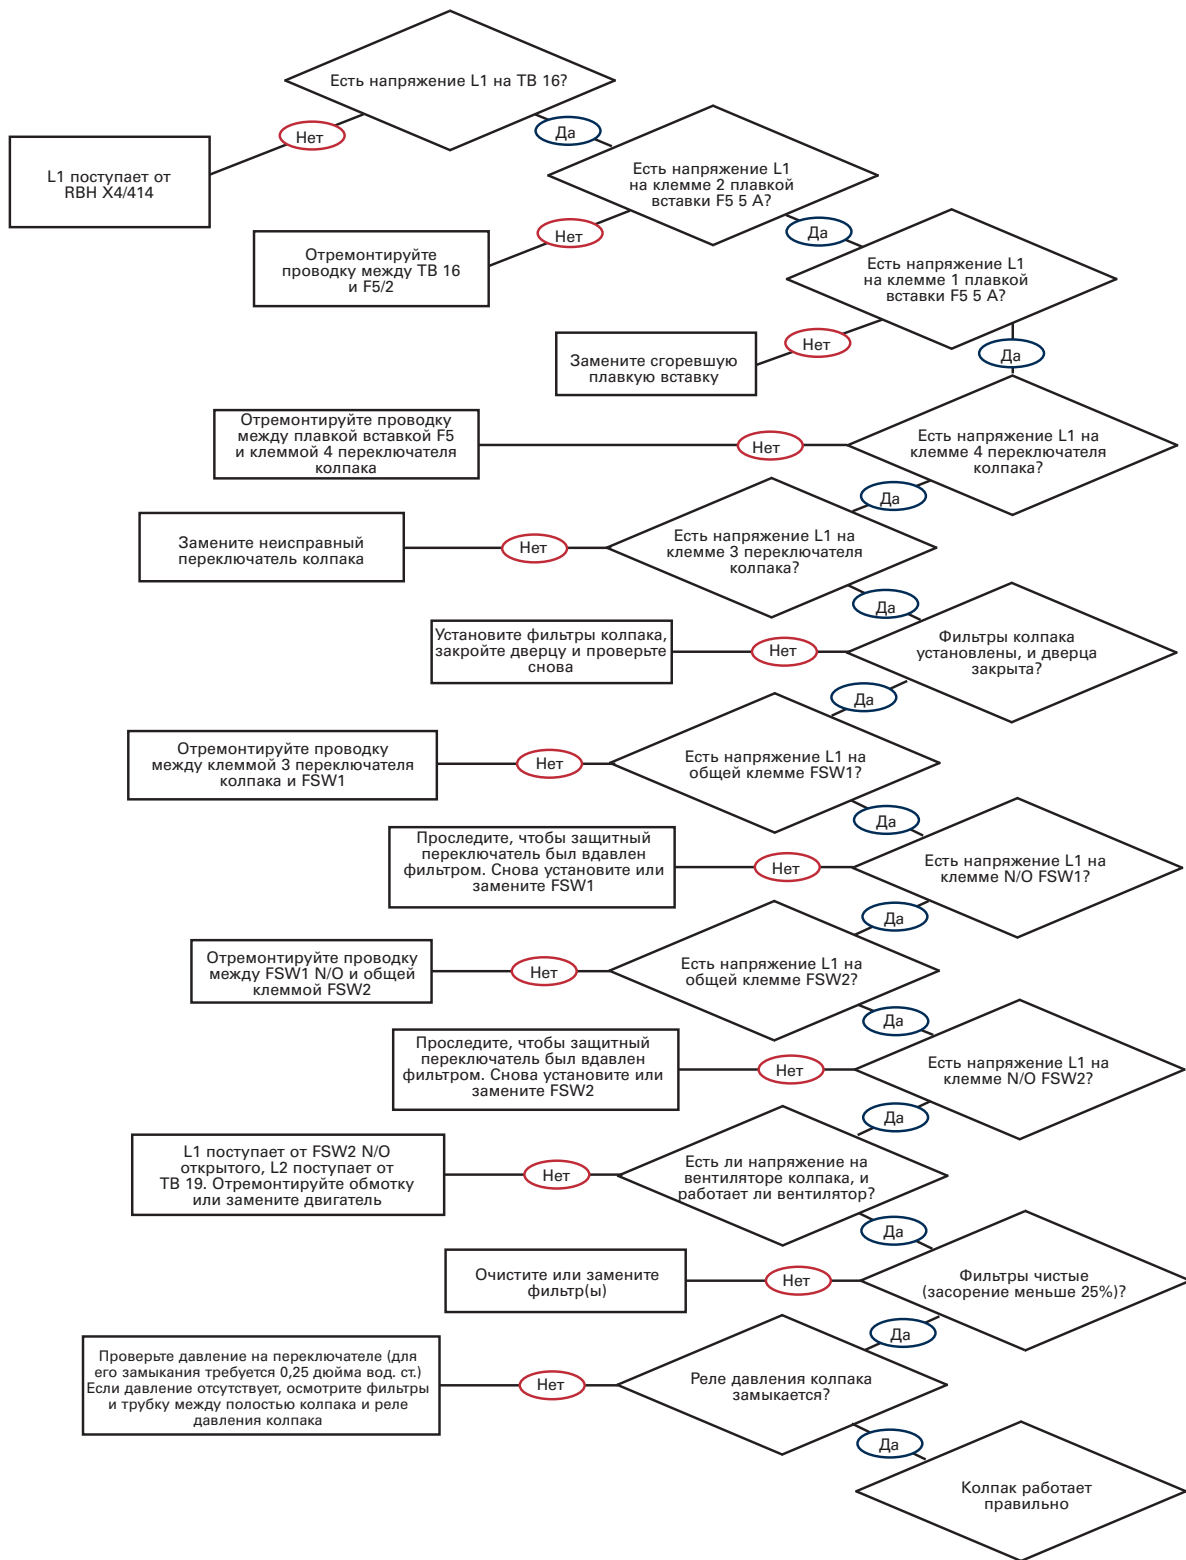 Есть напряжение L1 на ТВ 16?
Нет
Да
L1 поступает от
RBH X4/414
Есть напряжение L1
на клемме 2 плавкой
вставки F5 5 А?
Нет
Да
Отремонтируйте
проводку между ТВ 16
и F5/2
Есть напряжение L1
на клемме 1 плавкой
вставки F5 5 А?
Нет
Да
Замените сгоревшую
плавкую вставку
Отремонтируйте проводку
между плавкой вставкой F5
и клеммой 4 переключателя
колпака
Нет
Есть напряжение L1 на
клемме 4 переключателя
колпака?
Да
Замените неисправный
переключатель колпака
Нет
Есть напряжение L1 на
клемме 3 переключателя
колпака?
Да
Установите фильтры колпака,
закройте дверцу и проверьте
снова
Нет
Фильтры колпака
установлены, и дверца
закрыта?
Да
Отремонтируйте проводку
между клеммой 3 переключателя
колпака и FSW1
Нет
Есть напряжение L1 на
общей клемме FSW1?
Да
Проследите, чтобы защитный
переключатель был вдавлен
фильтром. Снова установите или
замените FSW1
Нет
Есть напряжение L1 на
клемме N/O FSW1?
Да
Отремонтируйте проводку
между FSW1 N/O и общей
клеммой FSW2
Нет
Есть напряжение L1 на
общей клемме FSW2?
Да
Проследите, чтобы защитный
переключатель был вдавлен
фильтром. Снова установите или
замените FSW2
Нет
Есть напряжение L1 на
клемме N/O FSW2?
Да
L1 поступает от FSW2 N/O
открытого, L2 поступает от
ТВ 19. Отремонтируйте обмотку
или замените двигатель
Нет
Есть ли напряжение на
вентиляторе колпака, и
работает ли вентилятор?
Да
Очистите или замените
фильтр(ы)
Нет
Фильтры чистые
(засорение меньше 25%)?
Да
Проверьте давление на переключателе (для
его замыкания требуется 0,25 дюйма вод. ст.)
Если давление отсутствует, осмотрите фильтры
и трубку между полостью колпака и реле
давления колпака
Нет
Реле давления колпака
замыкается?
Да
Колпак работает
правильно